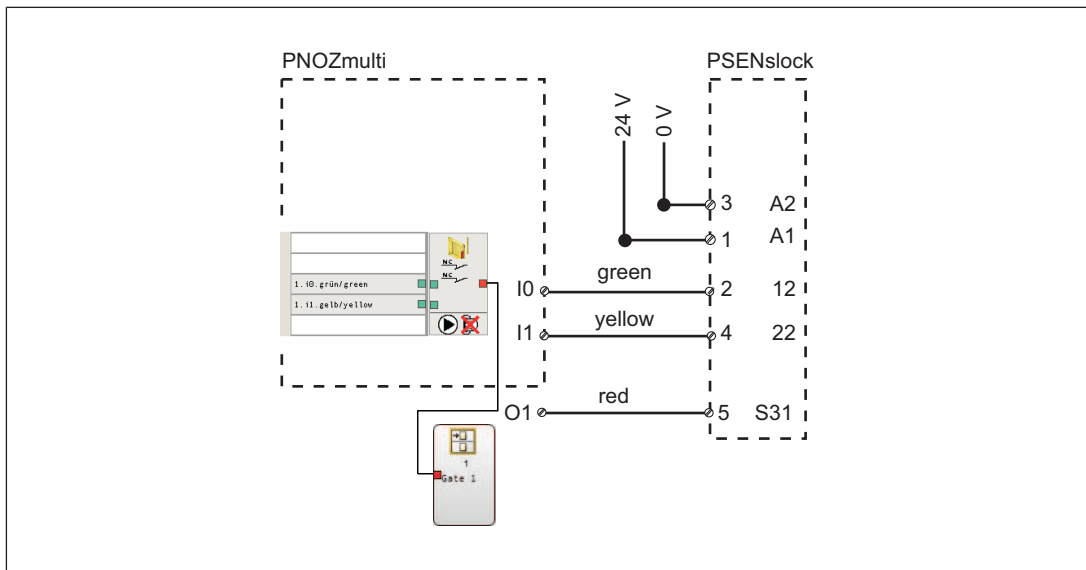 PNOZmulti
PSENslock
24 V
0 V
3 A2
1 A1
NC
NC
1. i0.grün/green
1. i1.gelb/yellow
I0 green 2 12
I1 yellow 4 22
O1 red 5 S31
1
Gate 1